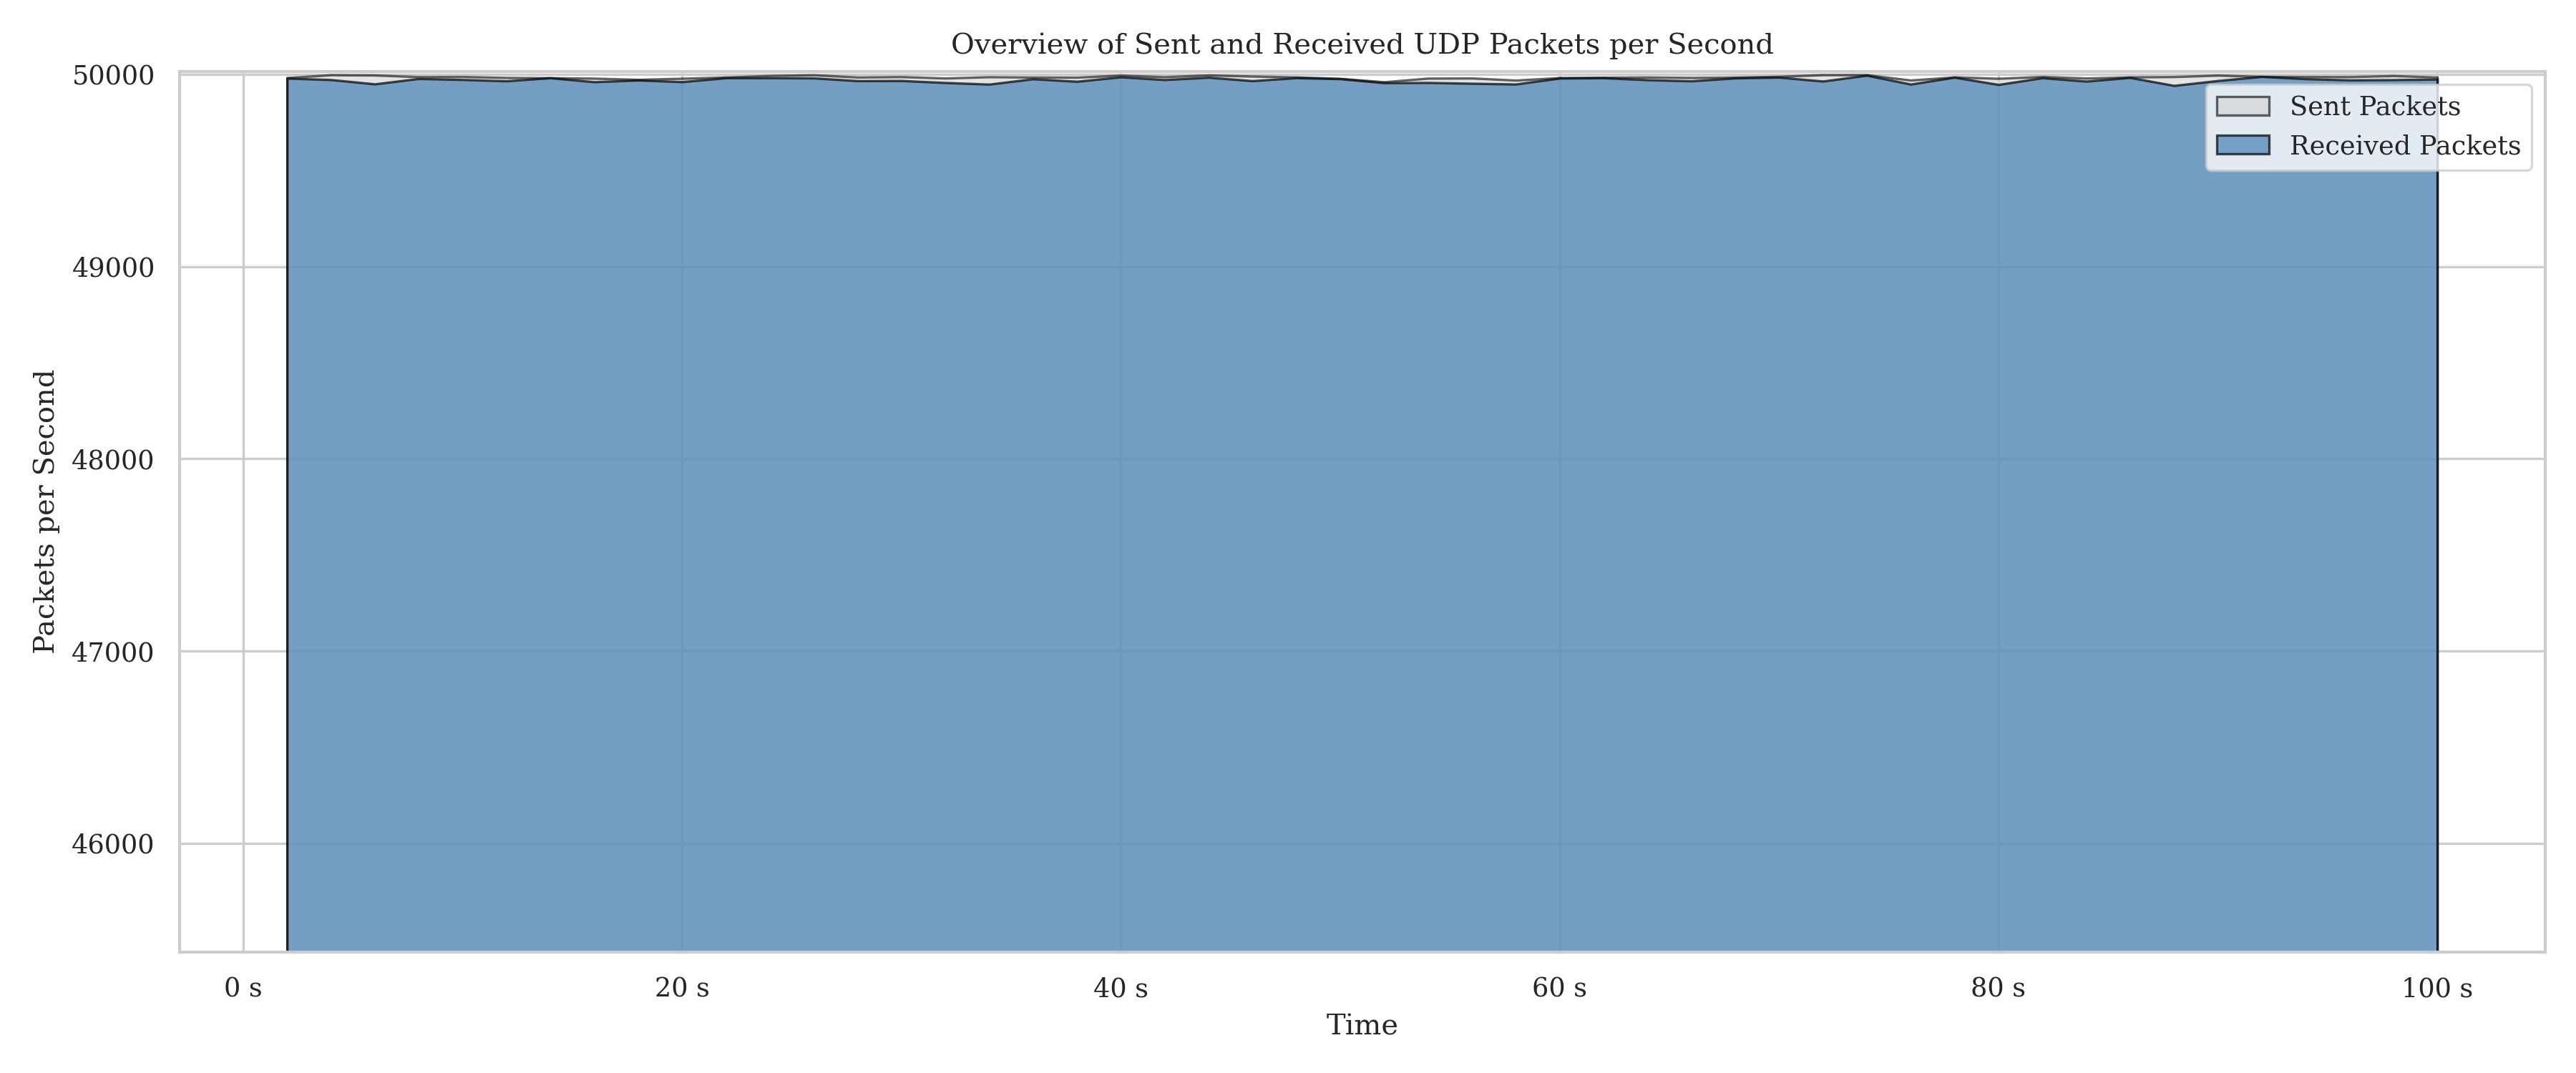 Overview of Sent and Received UDP Packets per Second
50000
49000
48000
47000
46000
Packets per Second
Sent Packets
Received Packets
0 s
20 s
40 s
60 s
80 s
100 s
Time